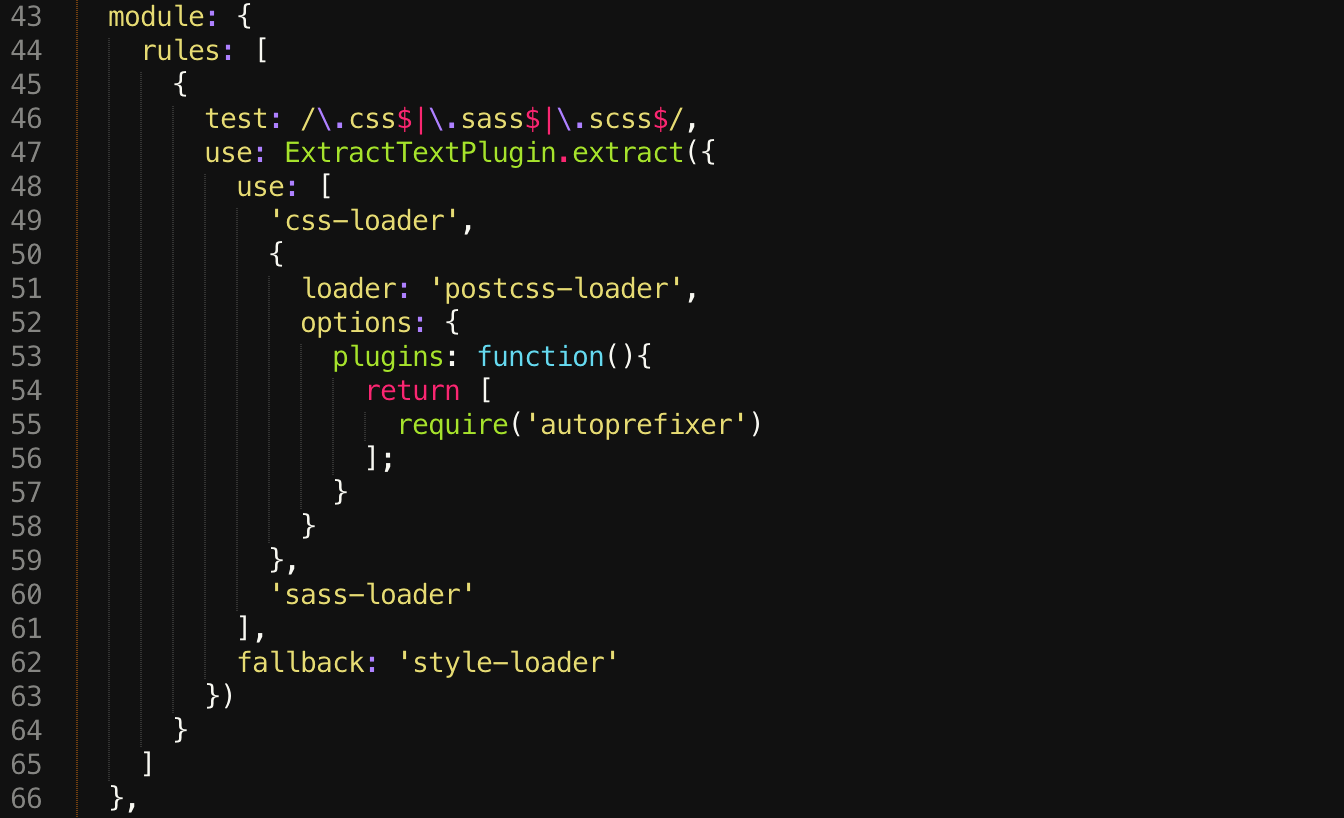 43 module: {
44 rules: [
45 {
46 test: /\.css$|\.sass$|\.scss$/,
47 use: ExtractTextPlugin.extract({
48 use: [
49 'css-loader',
50 {
51 loader: 'postcss-loader',
52 options: {
53 plugins: function(){
54 return [
55 require('autoprefixer')
56 ];
57 }
58 }
59 },
60 'sass-loader'
61 ],
62 fallback: 'style-loader'
63 })
64 }
65 ]
66 },